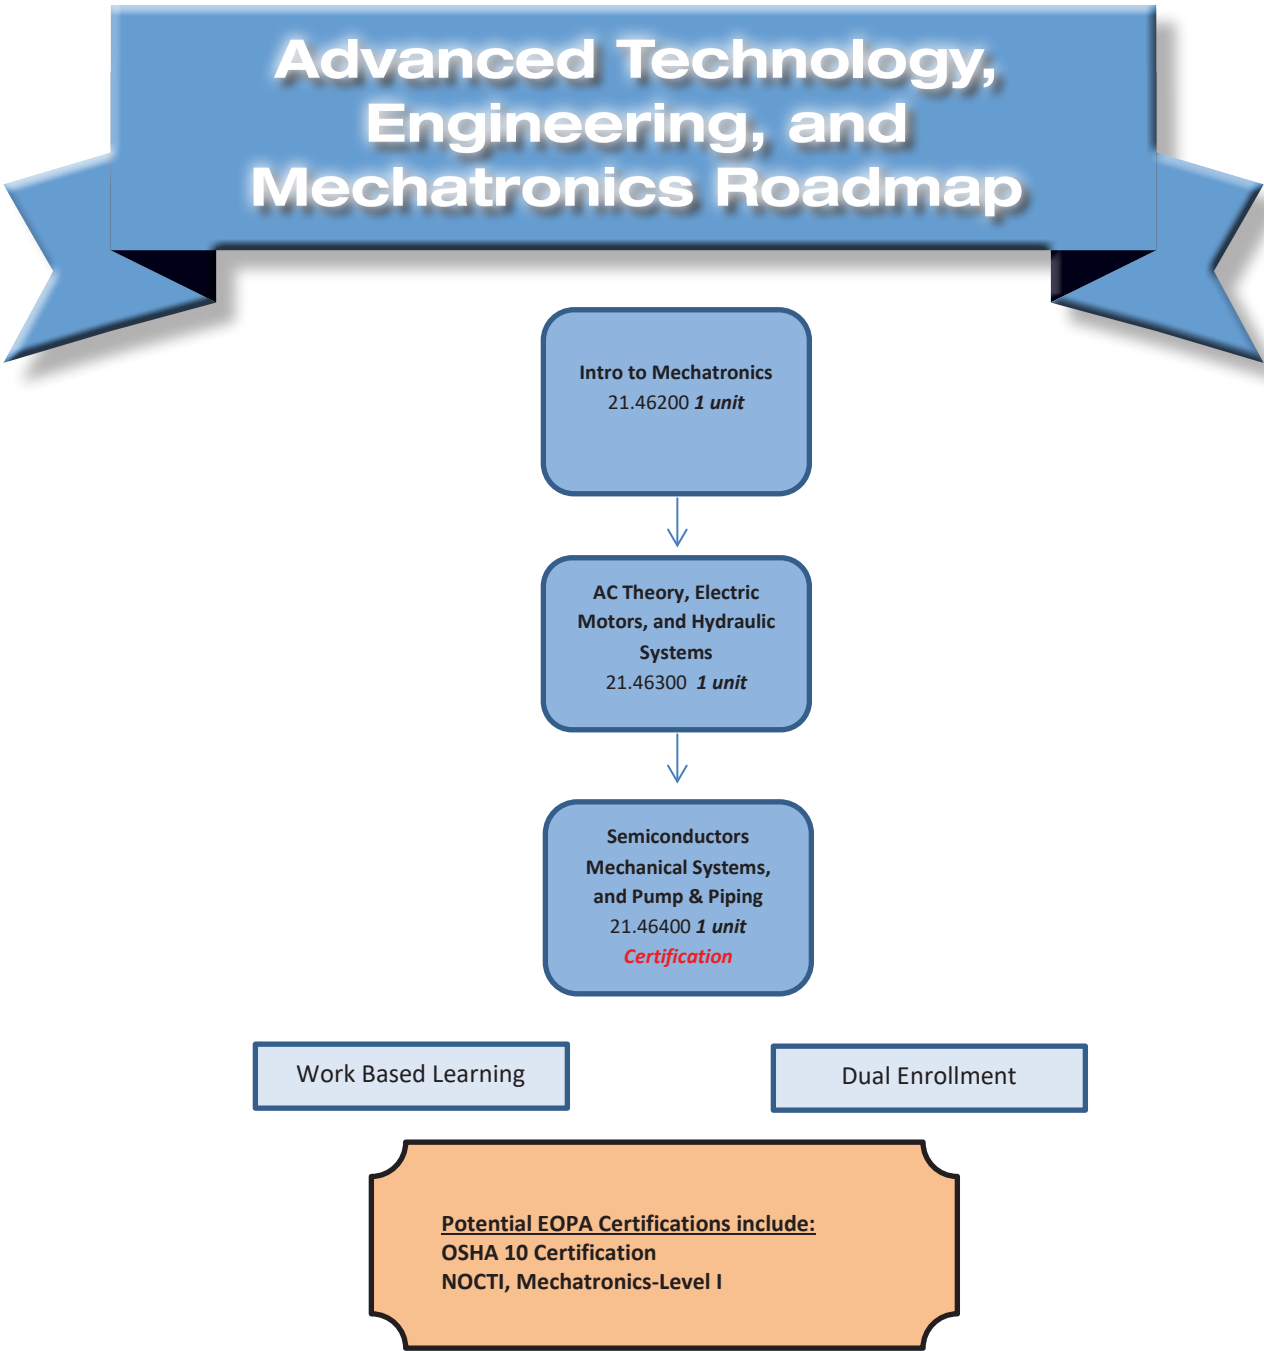 Advanced Technology,
Engineering, and
Mechatronics Roadmap
Intro to Mechatronics
21.46200 1 unit
AC Theory, Electric
Motors, and Hydraulic
Systems
21.46300 1 unit
Semiconductors
Mechanical Systems,
and Pump & Piping
21.46400 1 unit
Certification
Work Based Learning
Dual Enrollment
Potential EOPA Certifications include:
OSHA 10 Certification
NOCTI, Mechatronics-Level I